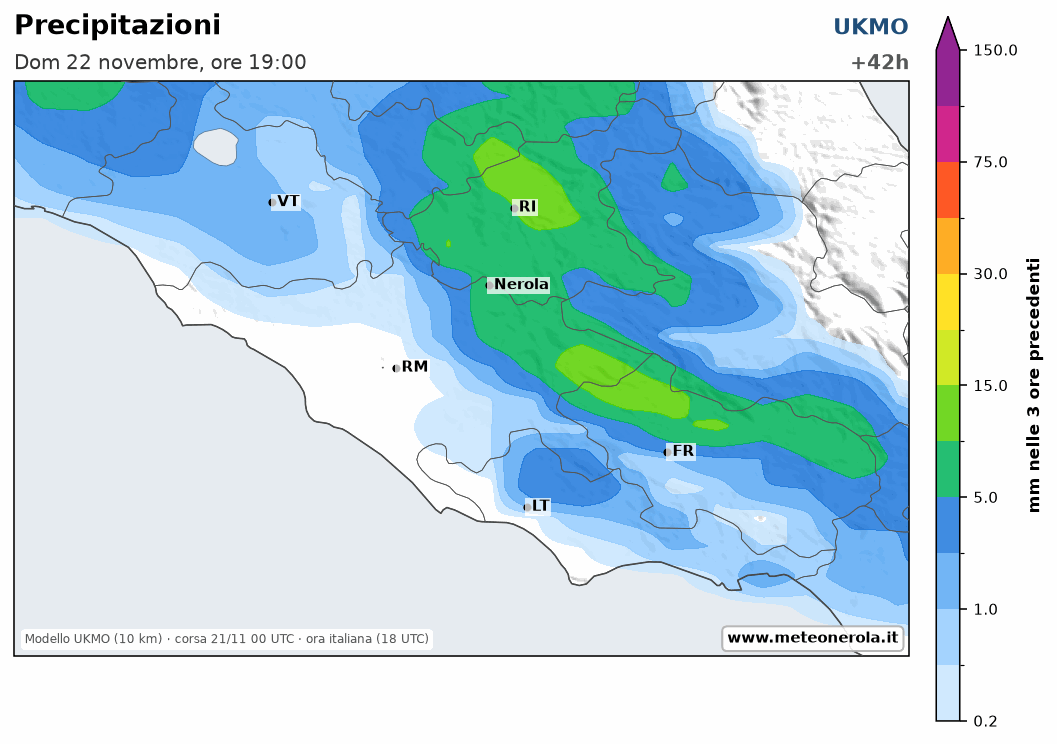 Precipitazioni
UKMO
Dom 22 novembre, ore 19:00
+42h
150.0
75.0
30.0
15.0
5.0
1.0
0.2
mm nelle 3 ore precedenti
VT
RI
Nerola
RM
FR
LT
Modello UKMO (10 km) · corsa 21/11 00 UTC · ora italiana (18 UTC)
www.meteonerola.it